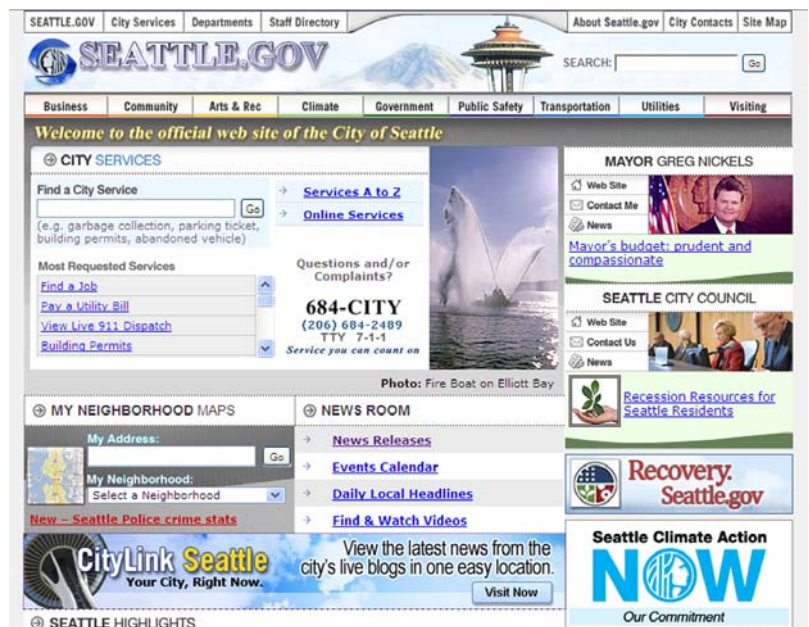 SEATTLE.GOV City Services Departments Staff Directory About Seattle.gov City Contacts Site Map
SEATTLE.GOV
SEARCH: Go
Business Community Arts & Rec Climate Government Public Safety Transportation Utilities Visiting
Welcome to the official web site of the City of Seattle
CITY SERVICES
Find a City Service
Go
(e.g. garbage collection, parking ticket,
building permits, abandoned vehicle)
Services A to Z
Online Services
Most Requested Services
Find a Job
Pay a Utility Bill
View Live 911 Dispatch
Building Permits
Questions and/or
Complaints?
684-CITY
(206) 684-2489
TTY 7-1-1
Service you can count on
Photo: Fire Boat on Elliott Bay
MAYOR GREG NICKELS
Web Site
Contact Me
News
Mayor's budget: prudent and
compassionate
SEATTLE CITY COUNCIL
Web Site
Contact Us
News
Recession Resources for
Seattle Residents
MY NEIGHBORHOOD MAPS
My Address:
Go
My Neighborhood:
Select a Neighborhood
New – Seattle Police crime stats
NEWS ROOM
News Releases
Events Calendar
Daily Local Headlines
Find & Watch Videos
Recovery.
Seattle.gov
CityLink Seattle
Your City, Right Now.
View the latest news from the
city's live blogs in one easy location.
Visit Now
Seattle Climate Action
NOW
Our Commitment
SEATTLE HIGHLIGHTS